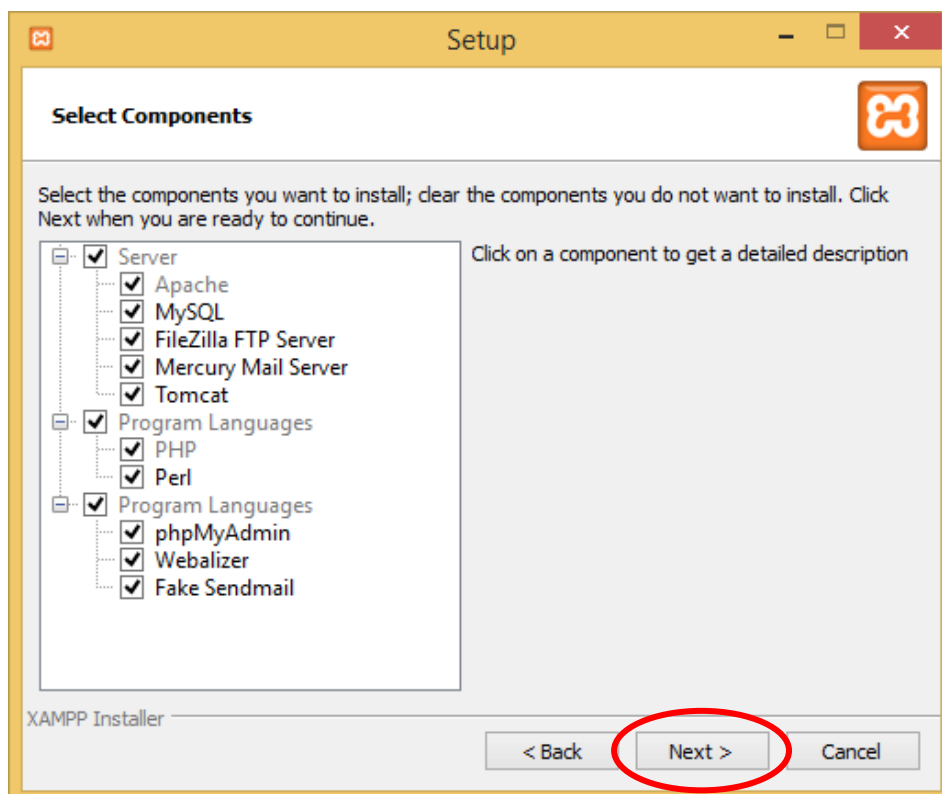 Setup
Select Components
Select the components you want to install; clear the components you do not want to install. Click
Next when you are ready to continue.
Server
Apache
MySQL
FileZilla FTP Server
Mercury Mail Server
Tomcat
Program Languages
PHP
Perl
Program Languages
phpMyAdmin
Webalizer
Fake Sendmail
Click on a component to get a detailed description
XAMPP Installer
< Back
Next >
Cancel